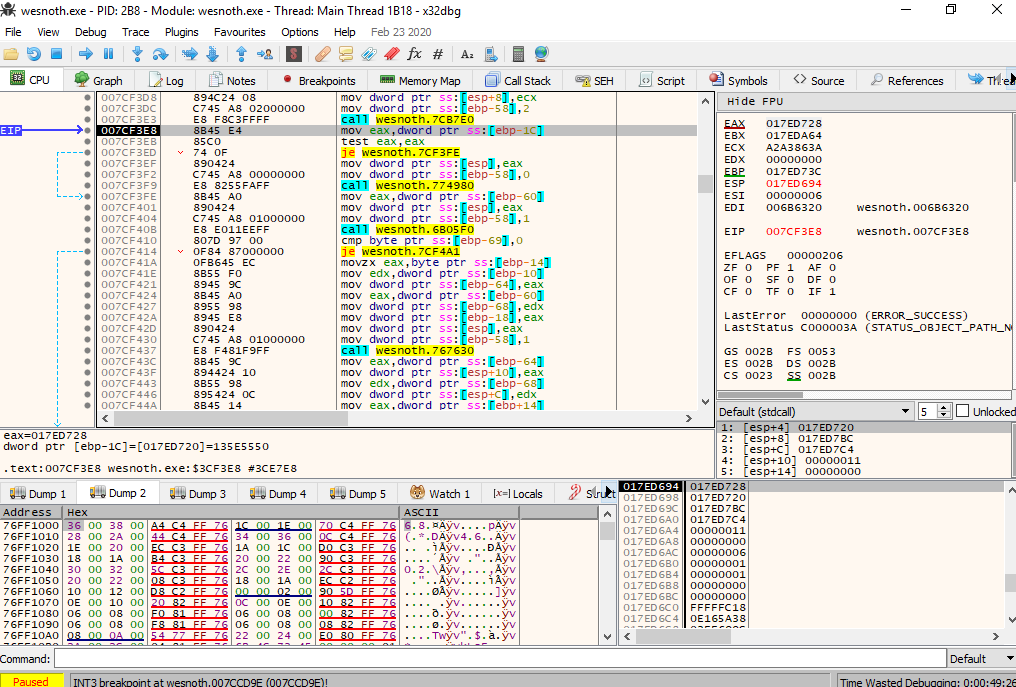 wesnoth.exe - PID: 2B8 - Module: wesnoth.exe - Thread: Main Thread 1B18 - x32dbg
File View Debug Trace Plugins Favourites Options Help Feb 23 2020
CPU Graph Log Notes Breakpoints Memory Map Call Stack SEH Script Symbols Source References
007CF3D8 894C24 08 mov dword ptr ss:[esp+8],ecx
007CF3DC C745 A8 02000000 mov dword ptr ss:[ebp-58],2
007CF3E3 E8 F8C3FFFF call wesnoth.7CB7E0
EIP 007CF3E8 8B45 E4 mov eax,dword ptr ss:[ebp-1C]
007CF3EB 85C0 test eax,eax
007CF3ED 74 0F je wesnoth.7CF3FE
007CF3EF 890424 mov dword ptr ss:[esp],eax
007CF3F2 C745 A8 00000000 mov dword ptr ss:[ebp-58],0
007CF3F9 E8 8255FAFF call wesnoth.774980
007CF3FE 8B45 A0 mov eax,dword ptr ss:[ebp-60]
007CF401 890424 mov dword ptr ss:[esp],eax
007CF404 C745 A8 01000000 mov dword ptr ss:[ebp-58],1
007CF40B E8 E011EEFF call wesnoth.6B05F0
007CF410 807D 97 00 cmp byte ptr ss:[ebp-69],0
007CF414 0F84 87000000 je wesnoth.7CF4A1
007CF41A 0FB645 EC movzx eax,byte ptr ss:[ebp-14]
007CF41E 8B55 F0 mov edx,dword ptr ss:[ebp-10]
007CF421 8945 9C mov dword ptr ss:[ebp-64],eax
007CF424 8B45 A0 mov eax,dword ptr ss:[ebp-60]
007CF427 8955 98 mov dword ptr ss:[ebp-68],edx
007CF42A 8945 E8 mov dword ptr ss:[ebp-18],eax
007CF42D 890424 mov dword ptr ss:[esp],eax
007CF430 C745 A8 01000000 mov dword ptr ss:[ebp-58],1
007CF437 E8 F481F9FF call wesnoth.767630
007CF43C 8B45 9C mov eax,dword ptr ss:[ebp-64]
007CF43F 894424 10 mov dword ptr ss:[esp+10],eax
007CF443 8B55 98 mov edx,dword ptr ss:[ebp-68]
007CF446 895424 0C mov dword ptr ss:[esp+C],edx
007CF44A 8B45 14 mov eax,dword ptr ss:[ebp+14]
Hide FPU
EAX 017ED728
EBX 017EDA64
ECX A2A3863A
EDX 00000000
EBP 017ED73C
ESP 017ED694
ESI 00000006
EDI 006B6320 wesnoth.006B6320
EIP 007CF3E8 wesnoth.007CF3E8
EFLAGS 00000206
ZF 0 PF 1 AF 0
OF 0 SF 0 DF 0
CF 0 TF 0 IF 1
LastError 00000000 (ERROR_SUCCESS)
LastStatus C000003A (STATUS_OBJECT_PATH_N
GS 002B FS 0053
ES 002B DS 002B
CS 0023 SS 002B
Default (stdcall) 5 Unlocked
1: [esp+4] 017ED720
2: [esp+8] 017ED7BC
3: [esp+C] 017ED7C4
4: [esp+10] 00000011
5: [esp+14] 00000000
eax=017ED728
dword ptr [ebp-1C]=[017ED720]=135E5550
.text:007CF3E8 wesnoth.exe:$3CF3E8 #3CE7E8
Dump 1 Dump 2 Dump 3 Dump 4 Dump 5 Watch 1 [x=] Locals Struct
Address Hex ASCII
76FF1000 36 00 38 00 A4 C4 FF 76 1C 00 1E 00 70 C4 FF 76 6.8.¤Äÿv....pÄÿv
76FF1010 28 00 2A 00 44 C4 FF 76 34 00 36 00 0C C4 FF 76 (.*.DÄÿv4.6..Äÿv
76FF1020 1E 00 20 00 EC C3 FF 76 1A 00 1C 00 D0 C3 FF 76 .. .ìÃÿv....ÐÃÿv
76FF1030 18 00 1A 00 B4 C3 FF 76 20 00 22 00 90 C3 FF 76 ....´Ãÿv ."..Ãÿv
76FF1040 30 00 32 00 5C C3 FF 76 2C 00 2E 00 2C C3 FF 76 0.2.\Ãÿv,...,Ãÿv
76FF1050 20 00 22 00 08 C3 FF 76 18 00 1A 00 EC C2 FF 76 ."..Ãÿv....ìÂÿv
76FF1060 10 00 12 00 D8 C2 FF 76 00 00 02 00 90 5D FF 76 ....ØÂÿv.....]ÿv
76FF1070 0E 00 10 00 20 82 FF 76 0C 00 0E 00 10 82 FF 76
76FF1080 06 00 08 00 F0 81 FF 76 06 00 08 00 00 82 FF 76
76FF1090 06 00 08 00 F8 81 FF 76 06 00 08 00 08 82 FF 76
76FF10A0 08 00 0A 00 54 77 FF 76 22 00 24 00 E0 80 FF 76
017ED694 017ED728
017ED698 017ED720
017ED69C 017ED7BC
017ED6A0 017ED7C4
017ED6A4 00000011
017ED6A8 00000000
017ED6AC 00000006
017ED6B0 00000001
017ED6B4 00000001
017ED6B8 00000000
017ED6BC 00000002
017ED6C0 FFFFFC18
017ED6C4 0E165A38
Command: Default
Paused INT3 breakpoint at wesnoth.007CCD9E (007CCD9E)! Time Wasted Debugging: 0:00:49:26